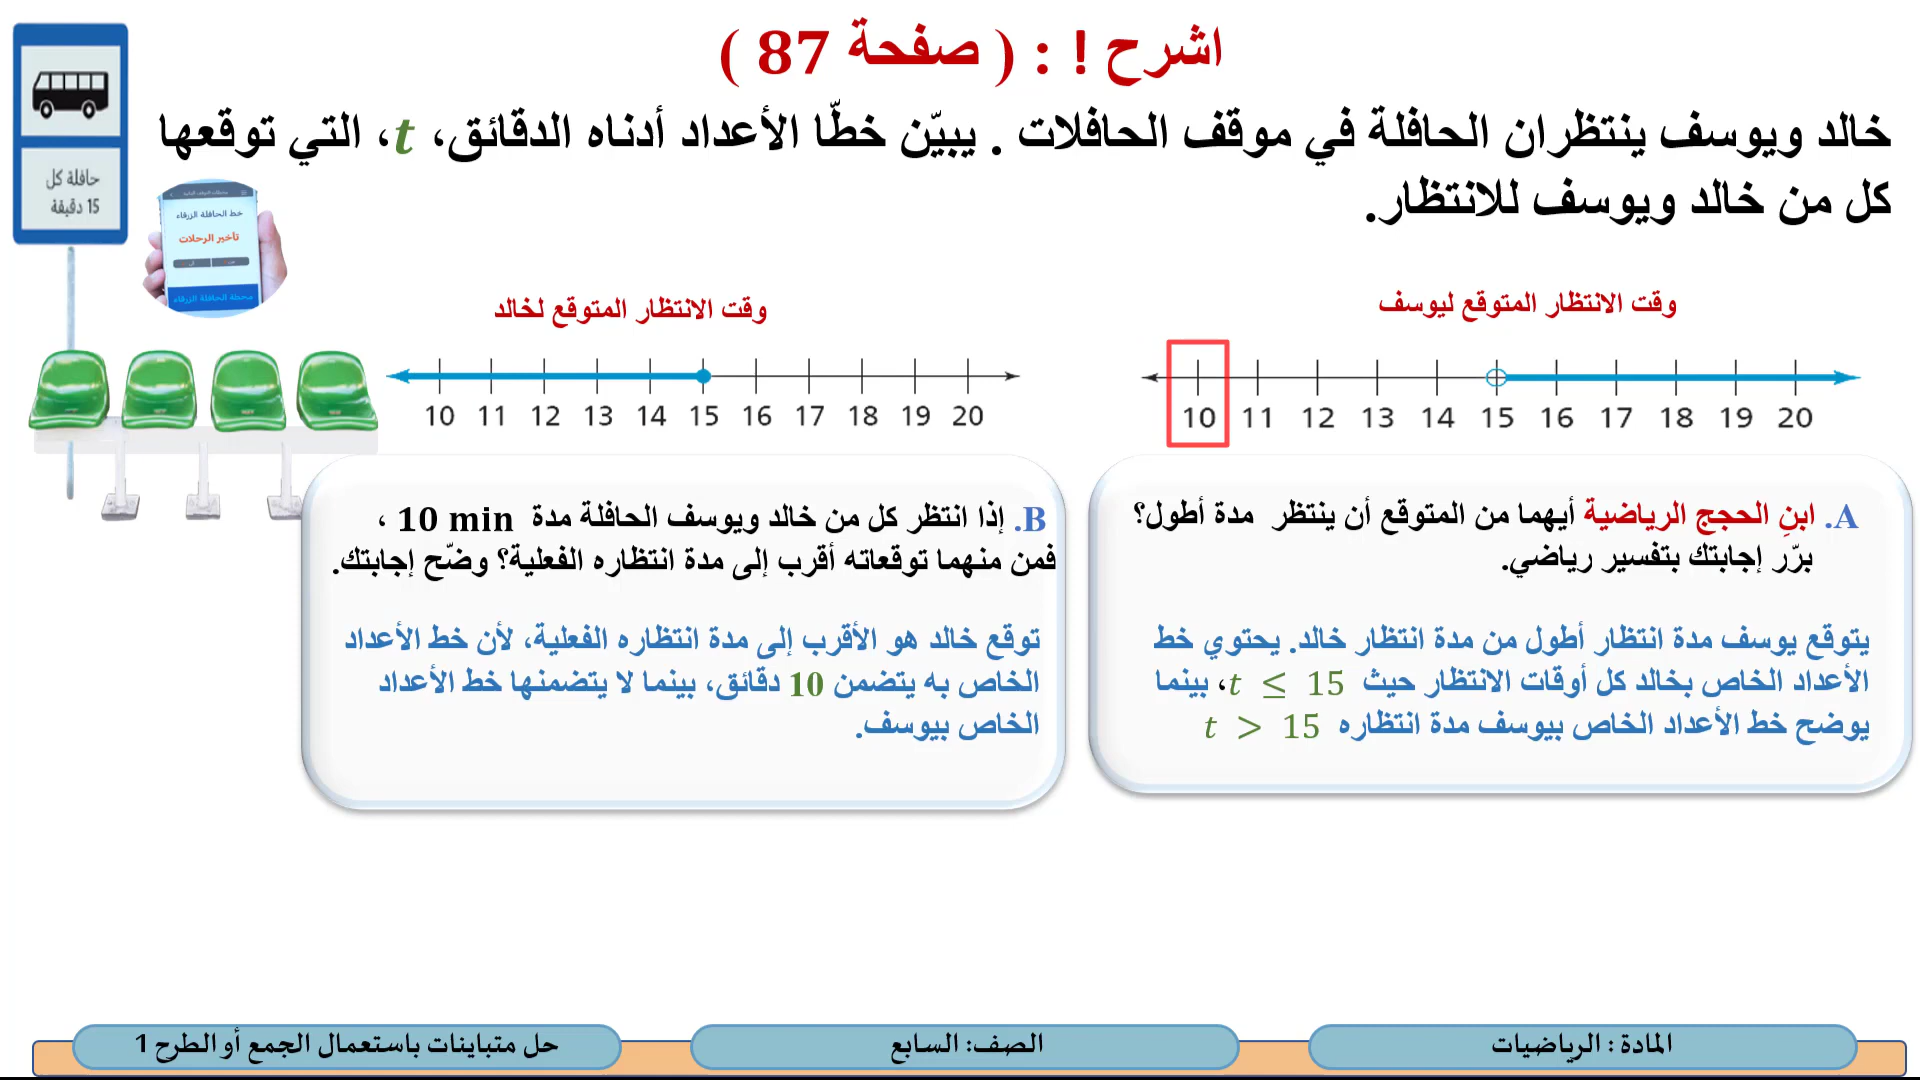 اشرح ! : ( صفحة 87 )
خالد ويوسف ينتظران الحافلة في موقف الحافلات . يبيّن خطّا الأعداد أدناه الدقائق، t، التي توقعها
كل من خالد ويوسف للانتظار.
حافلة كل
15 دقيقة
خط الحافلة الزرقاء
تأخير الرحلات
محطة الحافلة الزرقاء
وقت الانتظار المتوقع ليوسف
10 11 12 13 14 15 16 17 18 19 20
وقت الانتظار المتوقع لخالد
10 11 12 13 14 15 16 17 18 19 20
A. ابنِ الحجج الرياضية أيهما من المتوقع أن ينتظر مدة أطول؟
برّر إجابتك بتفسير رياضي.
يتوقع يوسف مدة انتظار أطول من مدة انتظار خالد. يحتوي خط
الأعداد الخاص بخالد كل أوقات الانتظار حيث t ≤ 15، بينما
يوضح خط الأعداد الخاص بيوسف مدة انتظاره t > 15
B. إذا انتظر كل من خالد ويوسف الحافلة مدة 10 min ،
فمن منهما توقعاته أقرب إلى مدة انتظاره الفعلية؟ وضّح إجابتك.
توقع خالد هو الأقرب إلى مدة انتظاره الفعلية، لأن خط الأعداد
الخاص به يتضمن 10 دقائق، بينما لا يتضمنها خط الأعداد
الخاص بيوسف.
المادة : الرياضيات
الصف: السابع
حل متباينات باستعمال الجمع أو الطرح 1